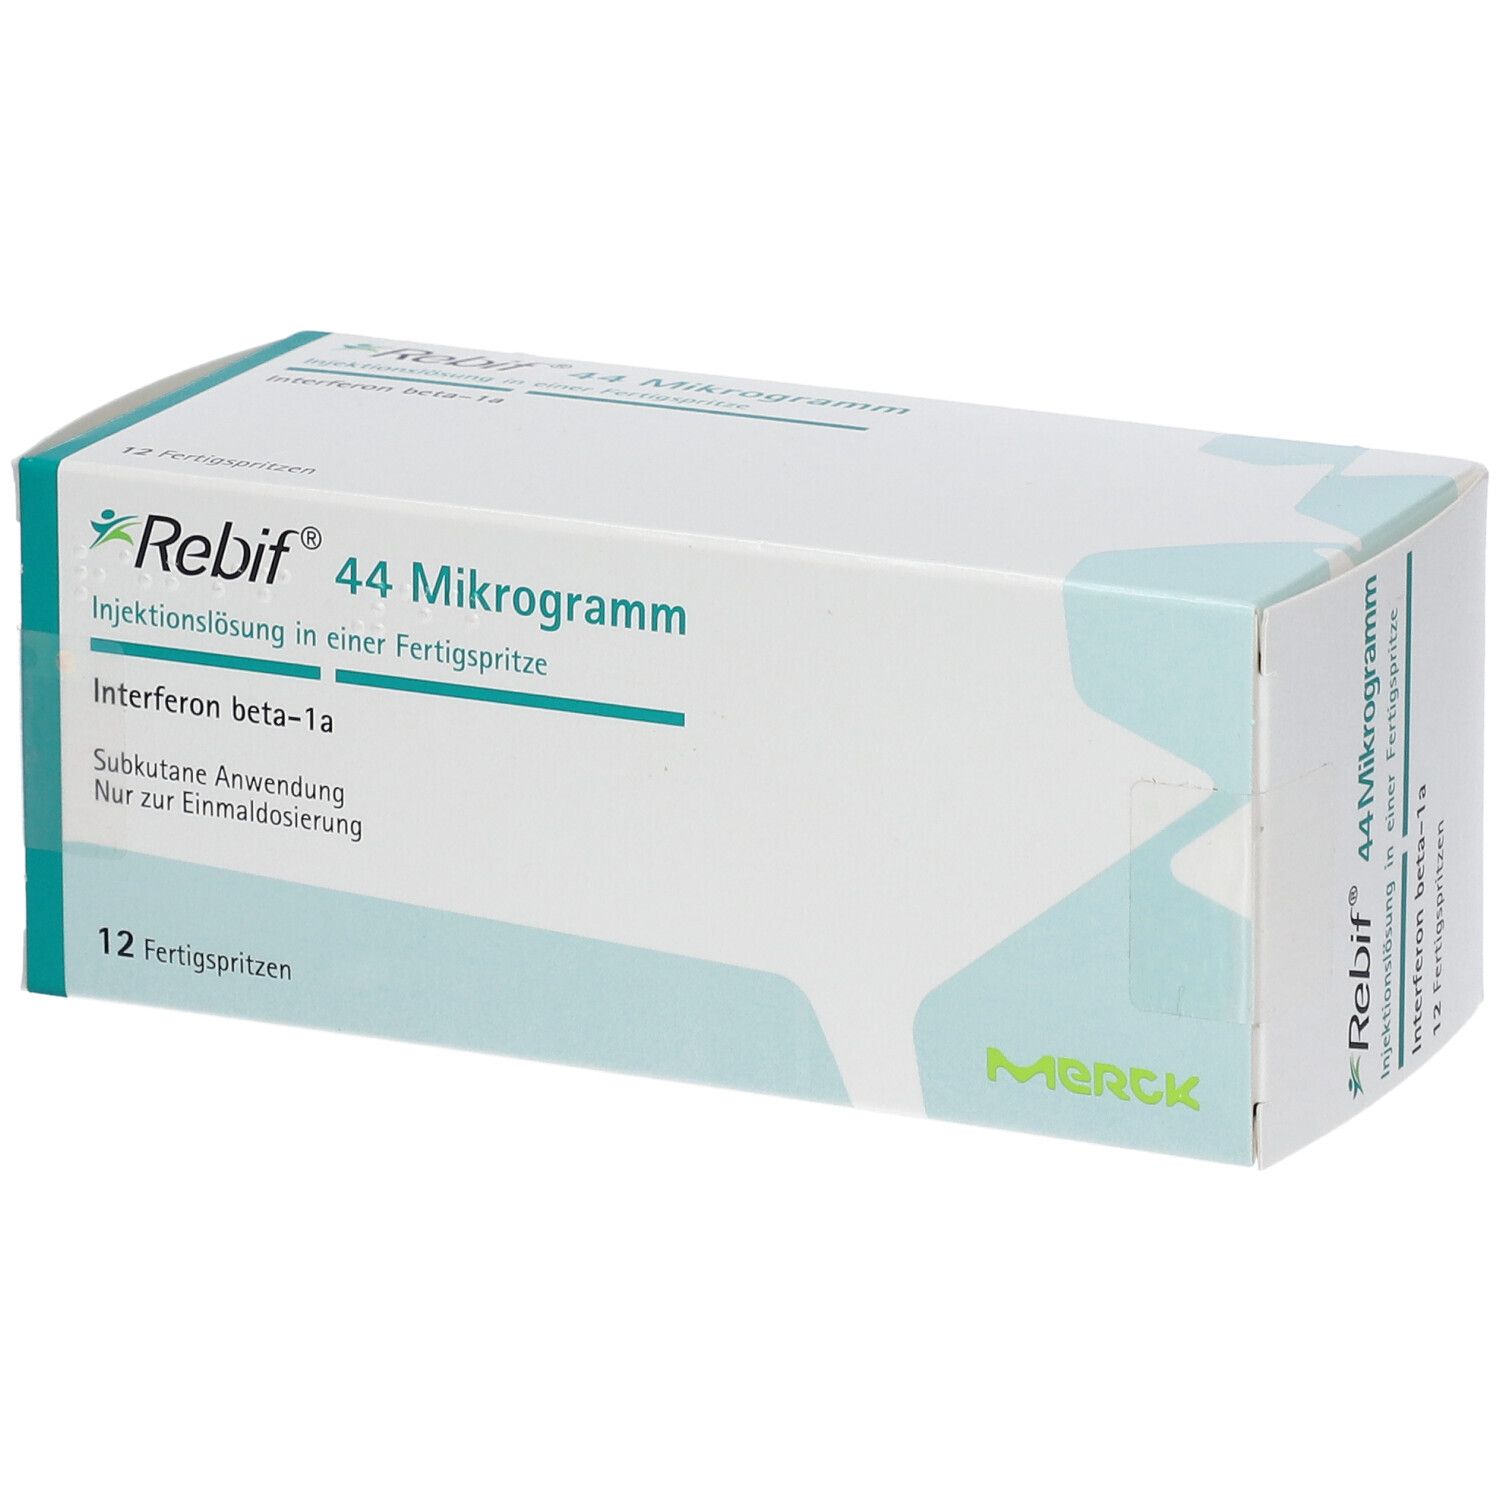 Rebif® 44 Mikrogramm
Injektionslösung in einer Fertigspritze
Interferon beta-1a
12 Fertigspritzen
Rebif® 44 Mikrogramm
Injektionslösung in einer Fertigspritze
Interferon beta-1a
Subkutane Anwendung
Nur zur Einmaldosierung
12 Fertigspritzen
MERCK
Rebif® 44 Mikrogramm
Injektionslösung in einer Fertigspritze
Interferon beta-1a
12 Fertigspritzen